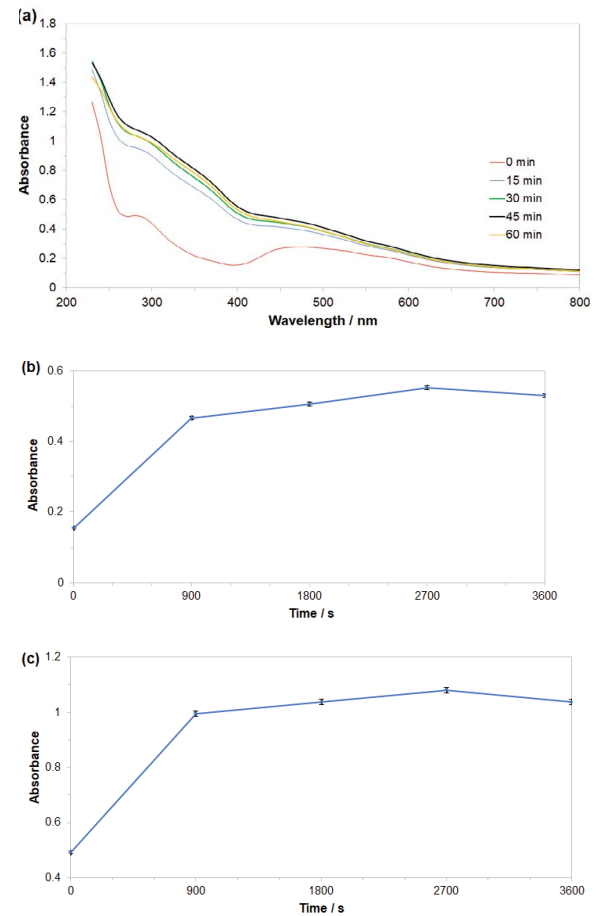 (a)
1.8
1.6
1.4
1.2
1
0.8
0.6
0.4
0.2
0
Absorbance
0 min
15 min
30 min
45 min
60 min
200 300 400 500 600 700 800
Wavelength / nm
(b)
0.6
0.4
0.2
0
Absorbance
0 900 1800 2700 3600
Time / s
(c)
1.2
1
0.8
0.6
0.4
Absorbance
0 900 1800 2700 3600
Time / s